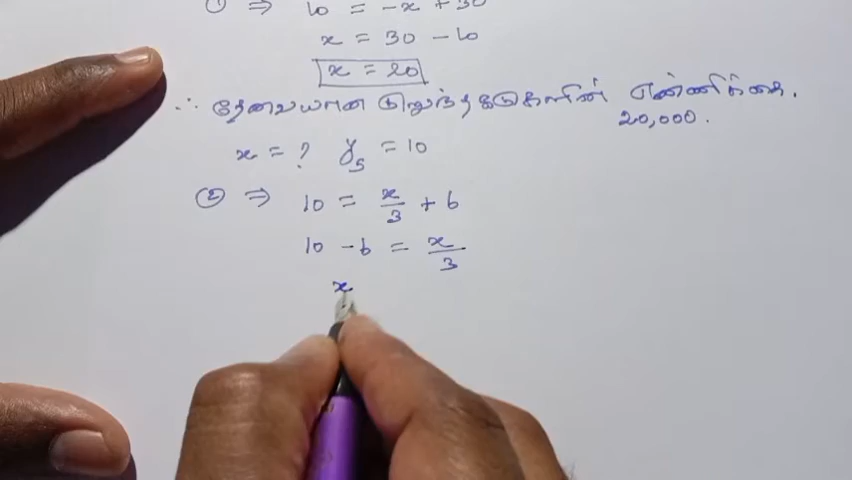 ① ⇒ 10 = -x + 30
x = 30 - 10
x = 20
∴ தேவையான பேருந்துகளின் எண்ணிக்கை.
20,000.
x = ? y_s = 10
② ⇒ 10 = x/3 + 6
10 - 6 = x/3
x